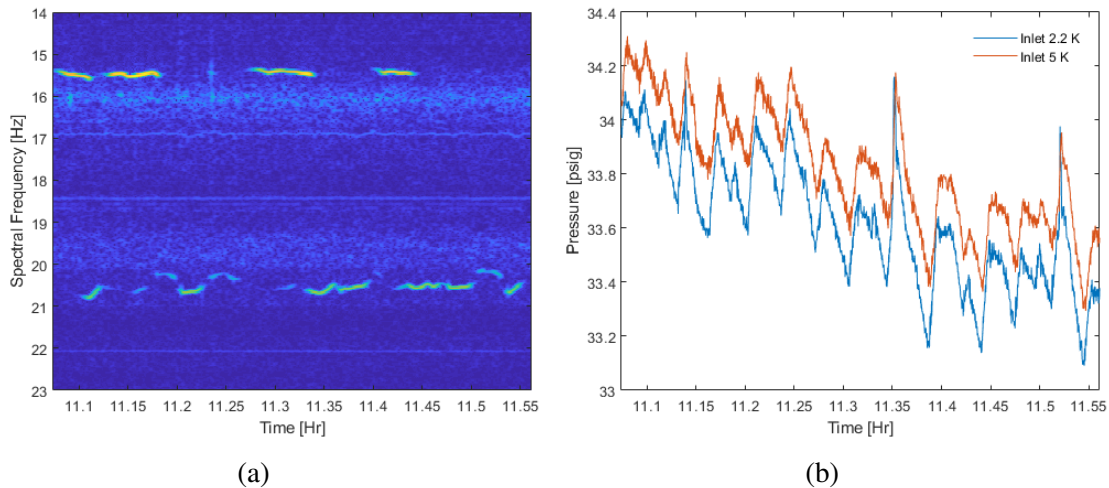 14
15
16
17
18
19
20
21
22
23
Spectral Frequency [Hz]
11.1 11.15 11.2 11.25 11.3 11.35 11.4 11.45 11.5 11.55
Time [Hr]
(a)
34.4
34.2
34
33.8
33.6
33.4
33.2
33
Pressure [psig]
Inlet 2.2 K
Inlet 5 K
11.1 11.15 11.2 11.25 11.3 11.35 11.4 11.45 11.5 11.55
Time [Hr]
(b)